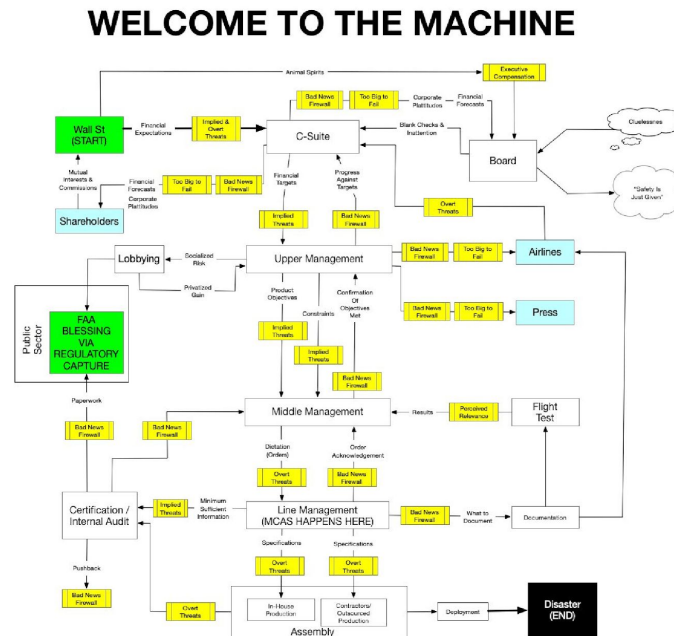 WELCOME TO THE MACHINE
Animal Spirits
Executive
Compensation
Bad News
Firewall
Too Big to
Fail
Corporate
Plattitudes
Financial
Forecasts
Wall St
(START)
Financial
Expectations
Implied &
Overt
Threats
C-Suite
Blank Checks &
Inattention
Board
Cluelessnes
"Safety Is
Just Given"
Mutual
Interests &
Commissions
Financial
Forecasts
Corporate
Plattitudes
Too Big to
Fail
Bad News
Firewall
Financial
Targets
Progress
Against
Targets
Overt
Threats
Shareholders
Implied
Threats
Bad News
Firewall
Lobbying
Socialized
Risk
Privatized
Gain
Upper Management
Bad News
Firewall
Too Big to
Fail
Airlines
Product
Objectives
Constraints
Confirmation
Of
Objectives
Met
Bad News
Firewall
Too Big to
Fail
Press
Public
Sector
FAA
BLESSING
VIA
REGULATORY
CAPTURE
Implied
Threats
Implied
Threats
Bad News
Firewall
Paperwork
Bad News
Firewall
Bad News
Firewall
Middle Management
Results
Perceived
Relevance
Flight
Test
Dictation
(Orders)
Order
Acknowledgement
Overt
Threats
Bad News
Firewall
Certification /
Internal Audit
Implied
Threats
Minimum
Sufficient
Information
Line Management
(MCAS HAPPENS HERE)
Bad News
Firewall
What to
Document
Documentation
Specifications
Specifications
Pushback
Overt
Threats
Overt
Threats
Bad News
Firewall
Overt
Threats
In-House
Production
Contractors/
Outsourced
Production
Assembly
Deployment
Disaster
(END)